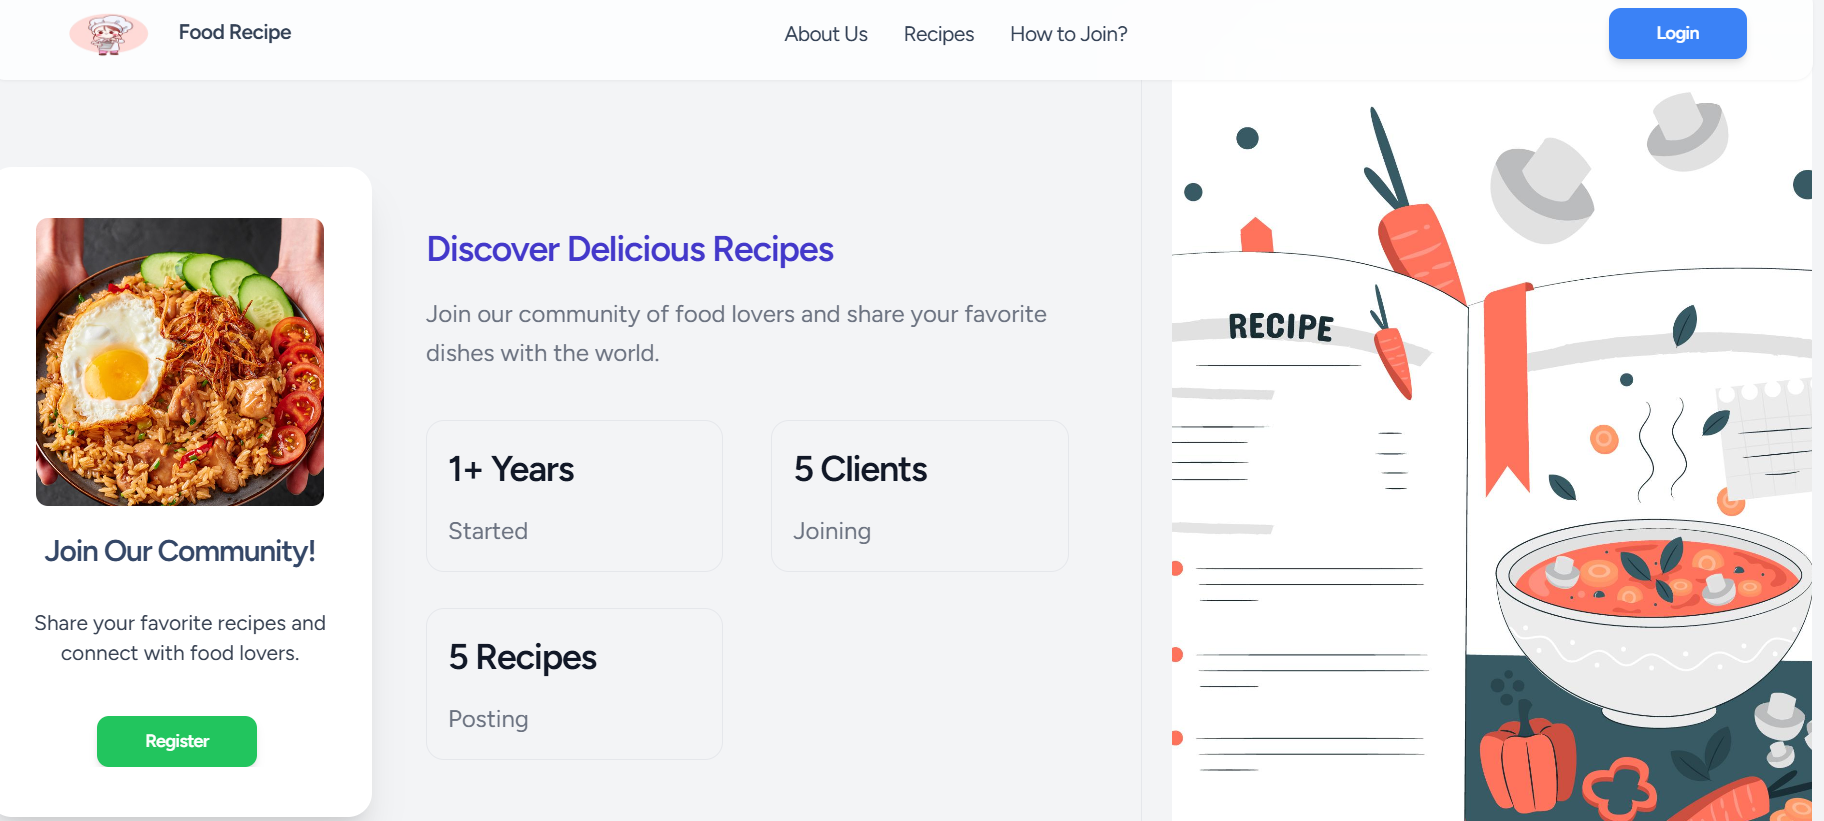 Food Recipe
About Us
Recipes
How to Join?
Login
Join Our Community!
Share your favorite recipes and
connect with food lovers.
Register
Discover Delicious Recipes
Join our community of food lovers and share your favorite
dishes with the world.
1+ Years
Started
5 Clients
Joining
5 Recipes
Posting
RECIPE